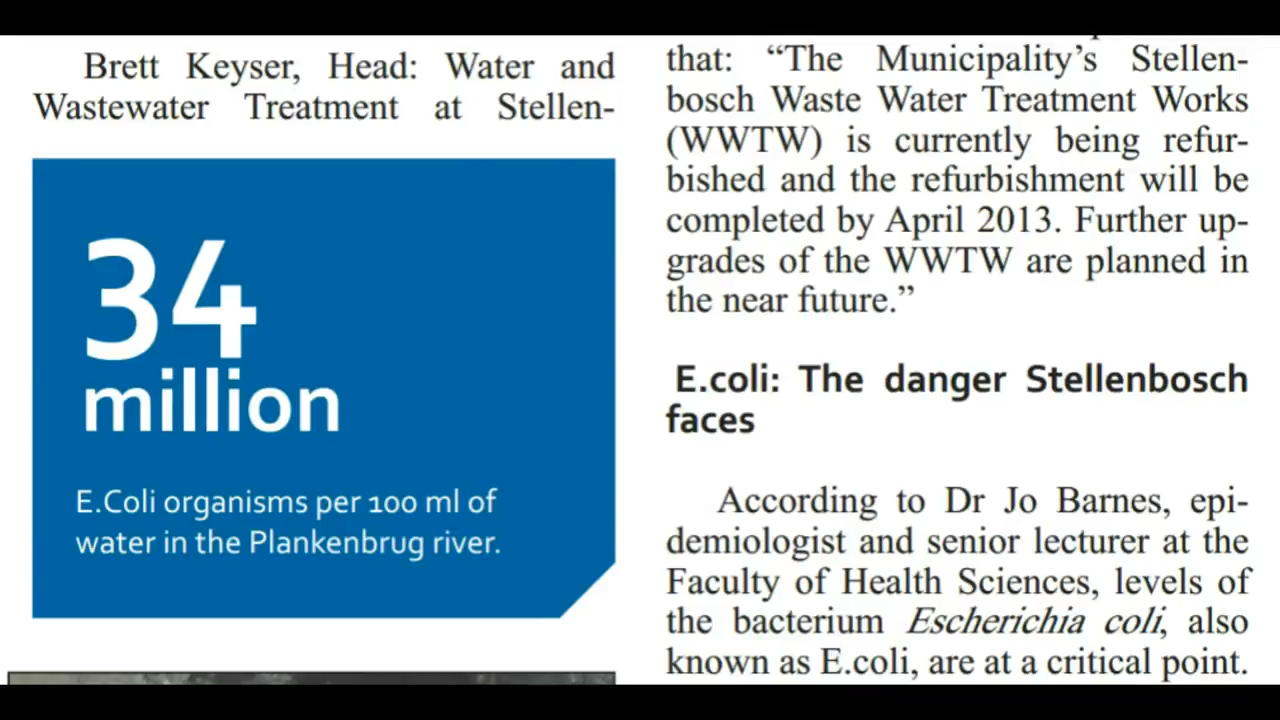 Brett Keyser, Head: Water and
Wastewater Treatment at Stellen-
34
million
E.Coli organisms per 100 ml of
water in the Plankenbrug river.
that: “The Municipality’s Stellen-
bosch Waste Water Treatment Works
(WWTW) is currently being refur-
bished and the refurbishment will be
completed by April 2013. Further up-
grades of the WWTW are planned in
the near future.”
E.coli: The danger Stellenbosch
faces
According to Dr Jo Barnes, epi-
demiologist and senior lecturer at the
Faculty of Health Sciences, levels of
the bacterium Escherichia coli, also
known as E.coli, are at a critical point.